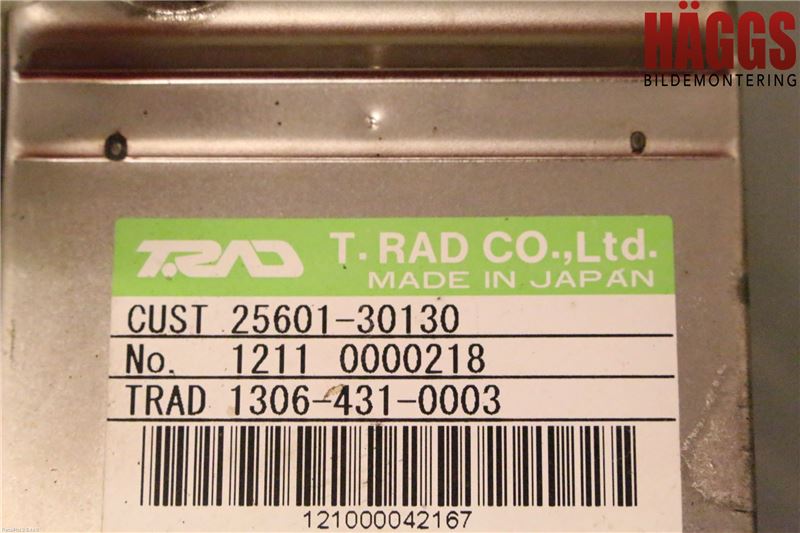 HÄGGS
BILDEMONTERING
T.RAD T.RAD CO.,Ltd.
MADE IN JAPAN
CUST 25601-30130
No. 1211 0000218
TRAD 1306-431-0003
121000042167